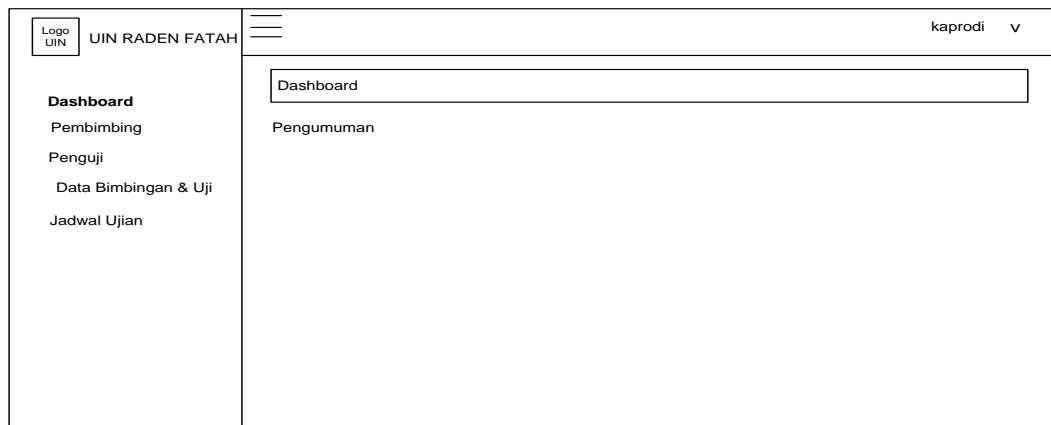 Logo
UIN
UIN RADEN FATAH
kaprodi v
Dashboard
Pembimbing
Penguji
Data Bimbingan & Uji
Jadwal Ujian
Dashboard
Pengumuman